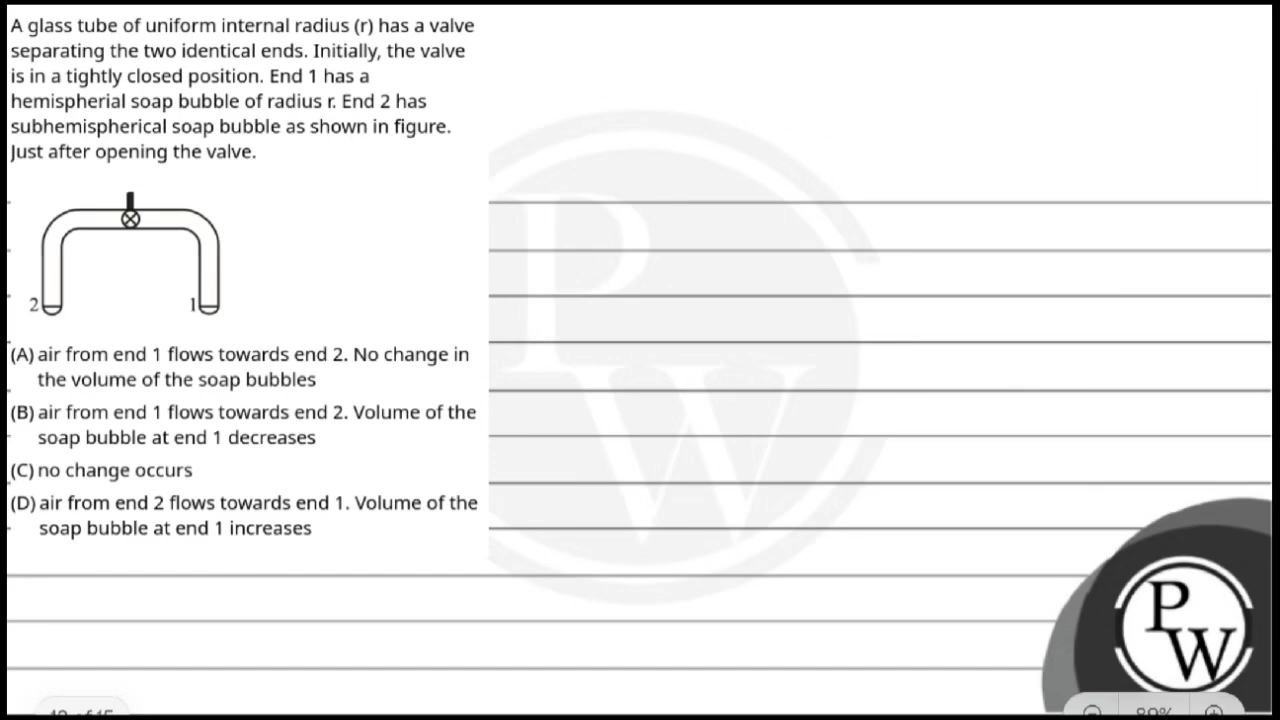 A glass tube of uniform internal radius (r) has a valve
separating the two identical ends. Initially, the valve
is in a tightly closed position. End 1 has a
hemispherial soap bubble of radius r. End 2 has
subhemispherical soap bubble as shown in figure.
Just after opening the valve.
2 1
(A) air from end 1 flows towards end 2. No change in
the volume of the soap bubbles
(B) air from end 1 flows towards end 2. Volume of the
soap bubble at end 1 decreases
(C) no change occurs
(D) air from end 2 flows towards end 1. Volume of the
soap bubble at end 1 increases
P
W
P
W